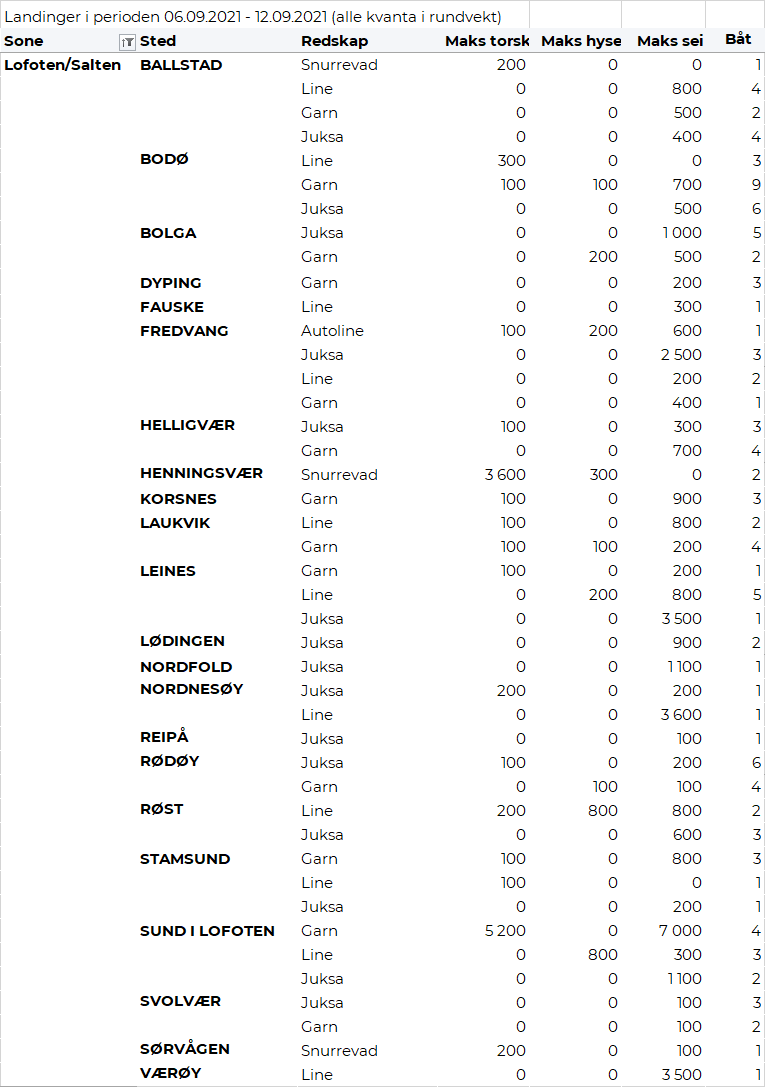 Landinger i perioden 06.09.2021 - 12.09.2021 (alle kvanta i rundvekt)
Sone Sted Redskap Maks torsk Maks hyse Maks sei Båt
Lofoten/Salten BALLSTAD Snurrevad 200 0 0 1
Line 0 0 800 4
Garn 0 0 500 2
Juksa 0 0 400 4
BODØ Line 300 0 0 3
Garn 100 100 700 9
Juksa 0 0 500 6
BOLGA Juksa 0 0 1 000 5
Garn 0 200 500 2
DYPING Garn 0 0 200 3
FAUSKE Line 0 0 300 1
FREDVANG Autoline 100 200 600 1
Juksa 0 0 2 500 3
Line 0 0 200 2
Garn 0 0 400 1
HELLIGVÆR Juksa 100 0 300 3
Garn 0 0 700 4
HENNINGSVÆR Snurrevad 3 600 300 0 2
KORSNES Garn 100 0 900 3
LAUKVIK Line 100 0 800 2
Garn 100 100 200 4
LEINES Garn 100 0 200 1
Line 0 200 800 5
Juksa 0 0 3 500 1
LØDINGEN Juksa 0 0 900 2
NORDFOLD Juksa 0 0 1 100 1
NORDNESØY Juksa 200 0 200 1
Line 0 0 3 600 1
REIPÅ Juksa 0 0 100 1
RØDØY Juksa 100 0 200 6
Garn 0 100 100 4
RØST Line 200 800 800 2
Juksa 0 0 600 3
STAMSUND Garn 100 0 800 3
Line 100 0 0 1
Juksa 0 0 200 1
SUND I LOFOTEN Garn 5 200 0 7 000 4
Line 0 800 300 3
Juksa 0 0 1 100 2
SVOLVÆR Juksa 0 0 100 3
Garn 0 0 100 2
SØRVÅGEN Snurrevad 200 0 100 1
VÆRØY Line 0 0 3 500 1